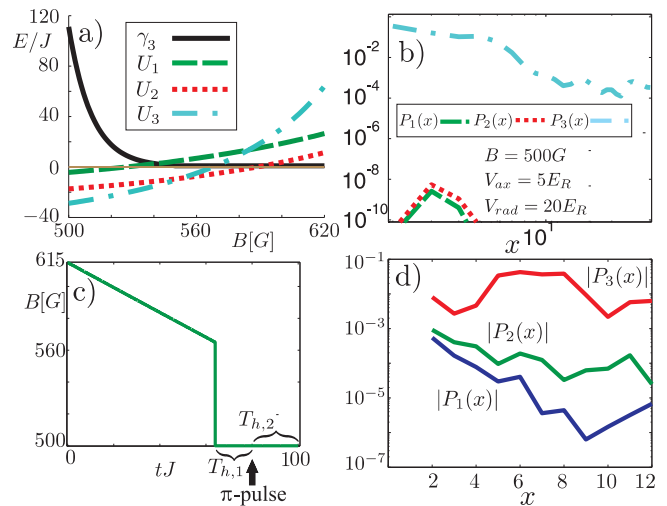 E/J
120
80
40
0
−40
a)
γ3
U1
U2
U3
500
560
B[G]
620
b)
10^-2
10^-4
10^-6
10^-8
10^-10
P1(x)
P2(x)
P3(x)
B = 500G
Vax = 5ER
Vrad = 20ER
x
10^1
c)
615
B[G]
560
500
0
tJ
100
Th,1
Th,2
π-pulse
d)
10^-1
10^-3
10^-5
10^-7
|P3(x)|
|P2(x)|
|P1(x)|
2
4
6
8
10
12
x